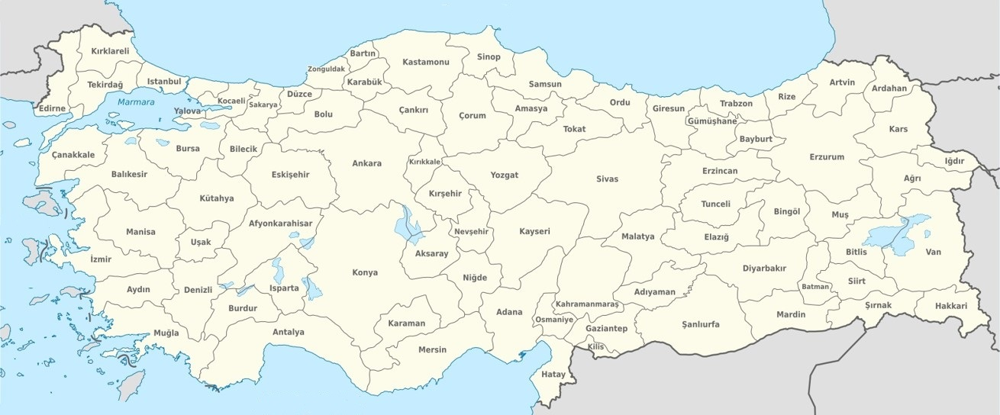 Kırklareli
Bartın
Kastamonu
Sinop
Zonguldak
Tekirdağ
Istanbul
Karabük
Samsun
Artvin
Ardahan
Marmara
Kocaeli
Sakarya
Düzce
Edirne
Yalova
Bolu
Çankırı
Çorum
Amasya
Ordu
Giresun
Trabzon
Rize
Gümüşhane
Tokat
Kars
Bayburt
Bursa
Bilecik
Çanakkale
Ankara
Kırıkkale
Erzurum
Iğdır
Balıkesir
Eskişehir
Yozgat
Sivas
Erzincan
Ağrı
Kütahya
Kırşehir
Tunceli
Bingöl
Muş
Manisa
Afyonkarahisar
Uşak
Nevşehir
Kayseri
Malatya
Elazığ
İzmir
Aksaray
Bitlis
Van
Konya
Niğde
Diyarbakır
Aydın
Denizli
Isparta
Adıyaman
Batman
Siirt
Burdur
Kahramanmaraş
Adana
Osmaniye
Şırnak
Hakkari
Muğla
Antalya
Karaman
Gaziantep
Şanlıurfa
Mardin
Mersin
Kilis
Hatay